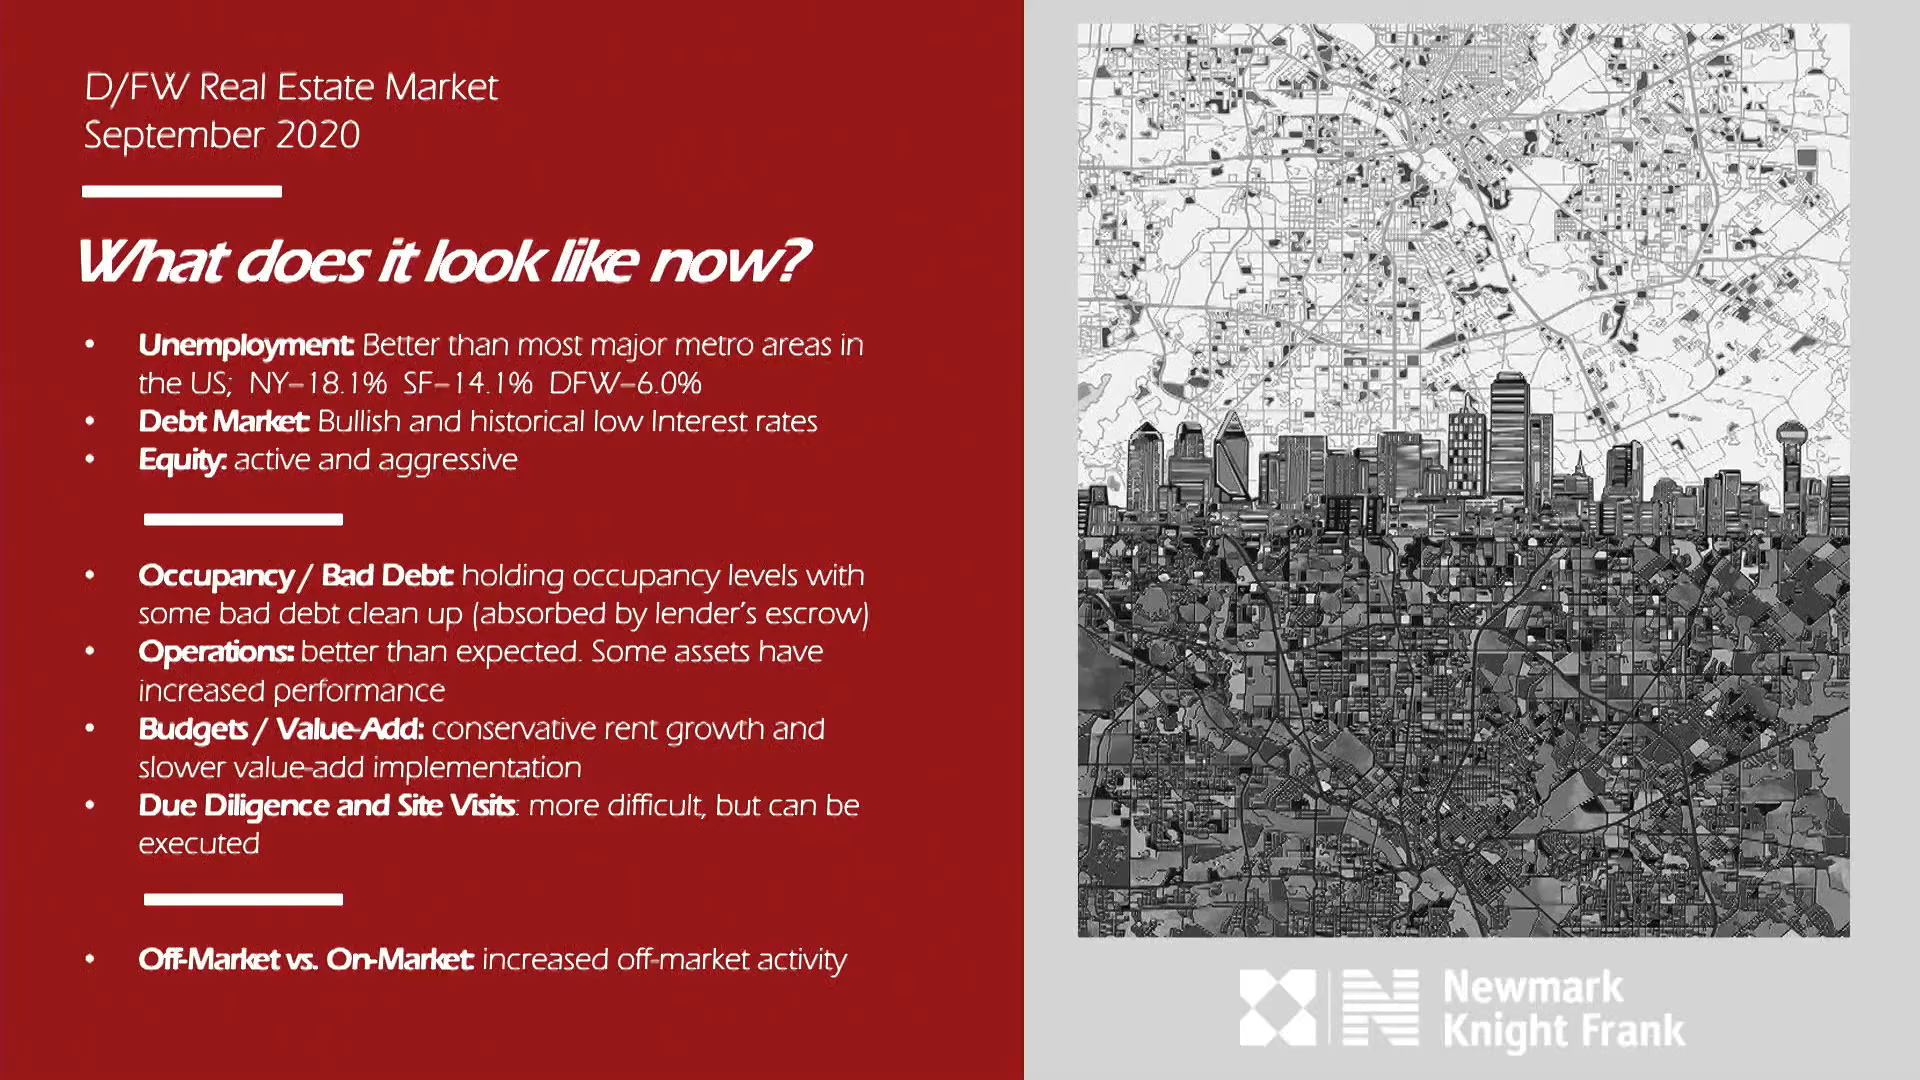 D/FW Real Estate Market
September 2020
What does it look like now?
• Unemployment: Better than most major metro areas in
the US;  NY–18.1%  SF–14.1%  DFW–6.0%
• Debt Market: Bullish and historical low Interest rates
• Equity: active and aggressive
• Occupancy / Bad Debt: holding occupancy levels with
some bad debt clean up (absorbed by lender's escrow)
• Operations: better than expected. Some assets have
increased performance
• Budgets / Value-Add: conservative rent growth and
slower value-add implementation
• Due Diligence and Site Visits: more difficult, but can be
executed
• Off-Market vs. On-Market: increased off-market activity
Newmark
Knight Frank